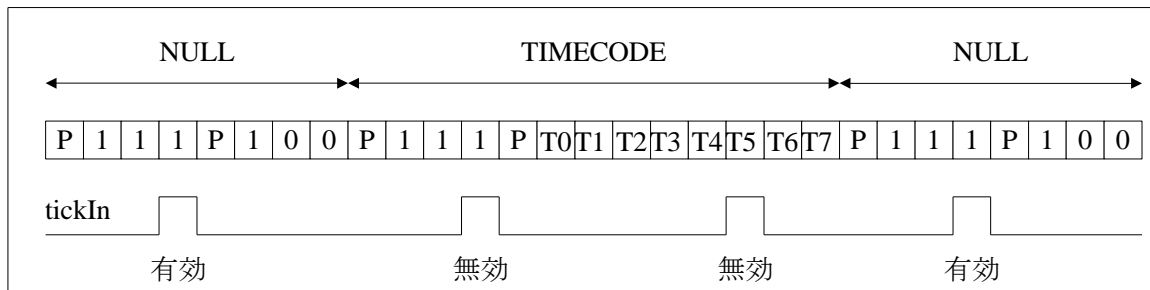 NULL TIMECODE NULL
P 1 1 1 P 1 0 0 P 1 1 1 P T0 T1 T2 T3 T4 T5 T6 T7 P 1 1 1 P 1 0 0
tickIn
有効 無効 無効 有効